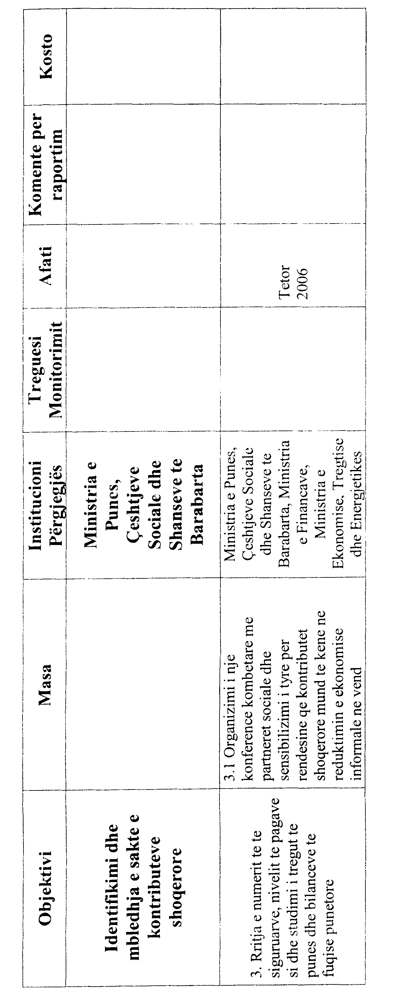 Objektivi
Masa
Institucioni
Përgjegjës
Treguesi
Monitorimit
Afati
Komente per
raportim
Kosto
Identifikimi dhe
mbledhja e sakte e
kontributeve
shoqerore
Ministria e
Punes,
Çeshtjeve
Sociale dhe
Shanseve te
Barabarta
3. Rritja e numerit te te
siguruarve, nivelit te pagave
si dhe studimi i tregut te
punes dhe bilanceve te
fuqise punetore
3.1 Organizimi i nje
konference kombetare me
partneret sociale dhe
sensibilizimi i tyre per
rendesine qe kontributet
shoqerore mund te kene ne
reduktimin e ekonomise
informale ne vend
Ministria e Punes,
Çeshtjeve Sociale
dhe Shanseve te
Barabarta, Ministria
e Financave,
Ministria e
Ekonomise, Tregtise
dhe Energjetikes
Tetor
2006